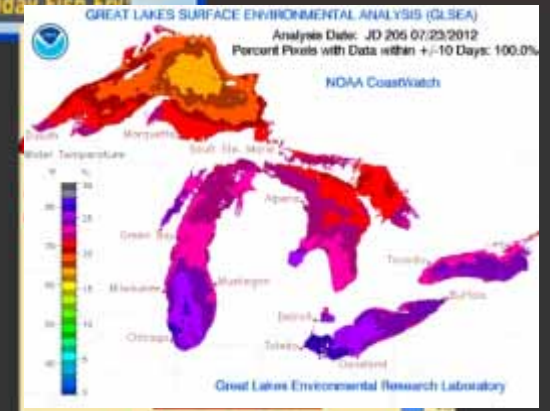 GREAT LAKES SURFACE ENVIRONMENTAL ANALYSIS (GLSEA)
Analysis Date: JD 205 07/23/2012
Percent Pixels with Data within +/-10 Days: 100.0%
NOAA CoastWatch
Duluth
Marquette
Sault Ste. Marie
Water Temperature
Alpena
Green Bay
Toronto
Milwaukee
Muskegon
Buffalo
Detroit
Chicago
Toledo
Cleveland
Great Lakes Environmental Research Laboratory